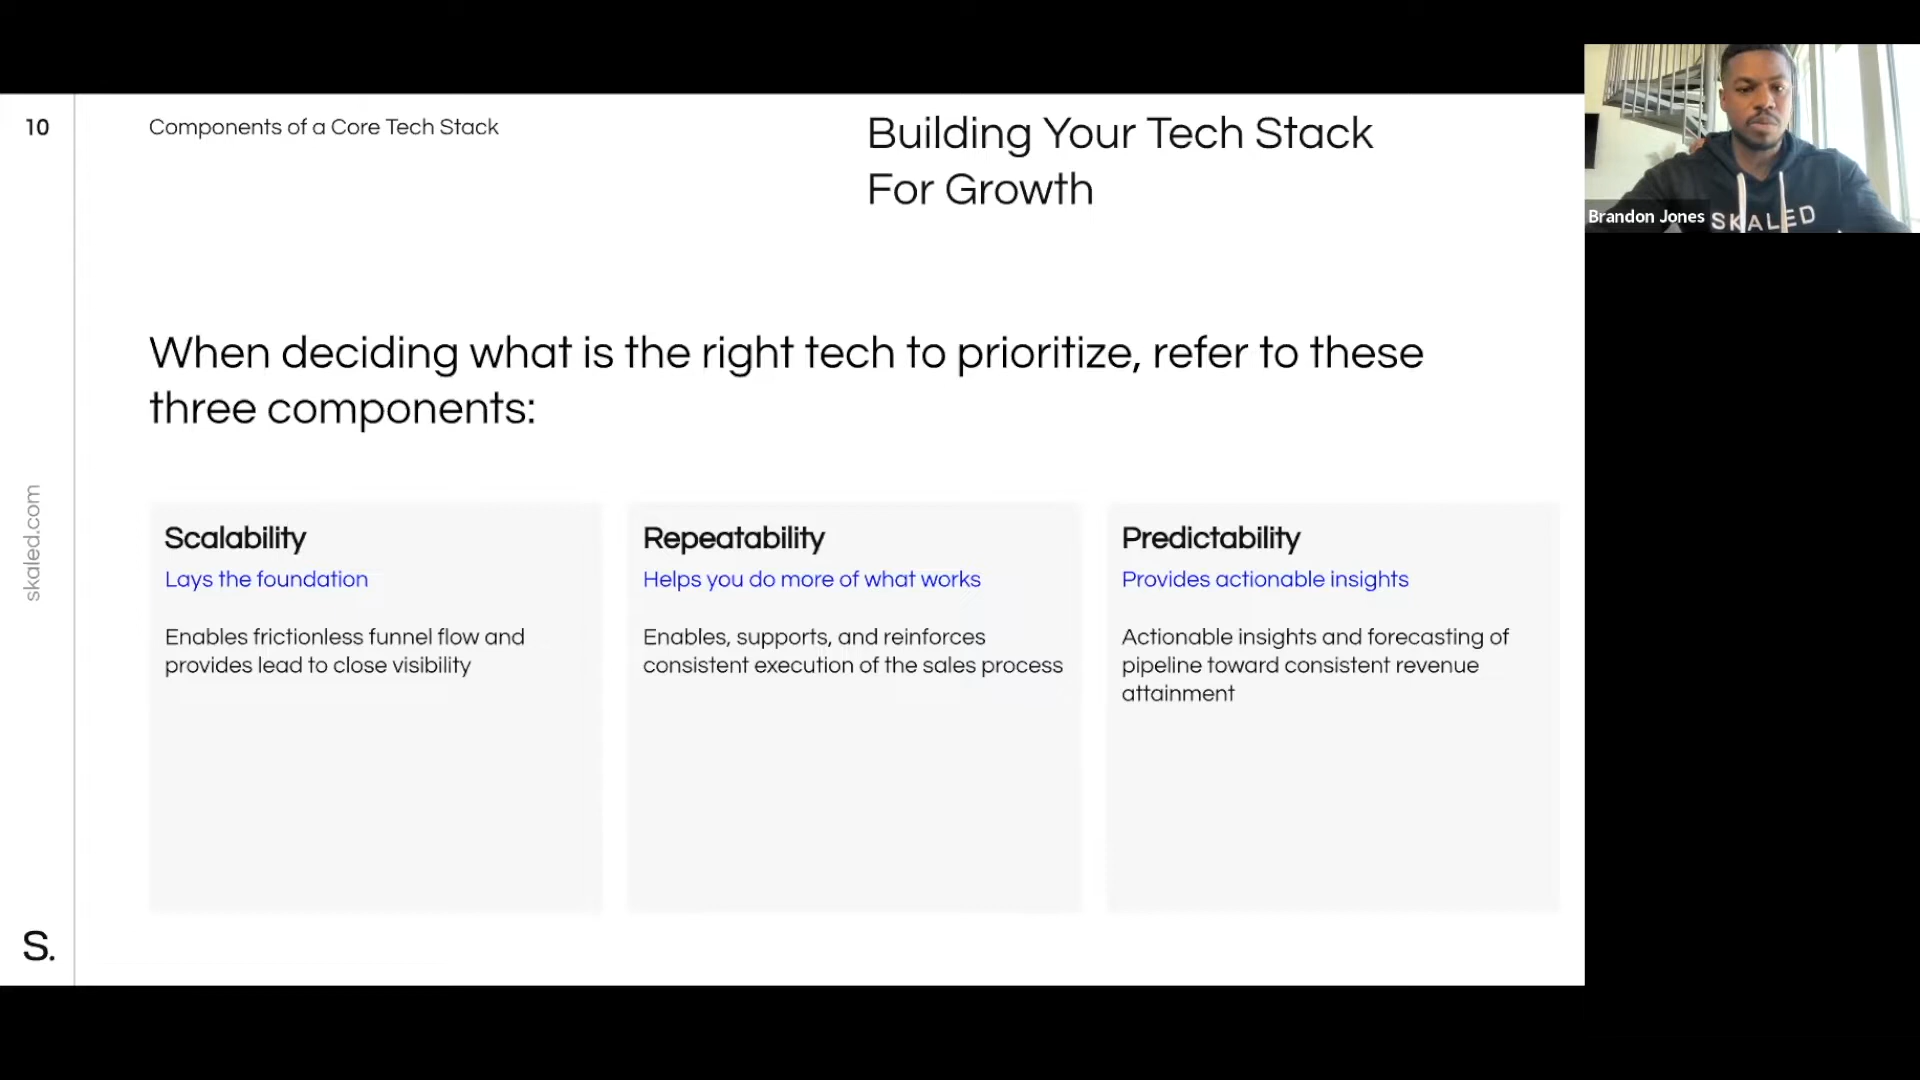 10
Components of a Core Tech Stack
Building Your Tech Stack
For Growth
When deciding what is the right tech to prioritize, refer to these
three components:
Scalability
Lays the foundation
Enables frictionless funnel flow and
provides lead to close visibility
Repeatability
Helps you do more of what works
Enables, supports, and reinforces
consistent execution of the sales process
Predictability
Provides actionable insights
Actionable insights and forecasting of
pipeline toward consistent revenue
attainment
skaled.com
S.
Brandon Jones
SKALED